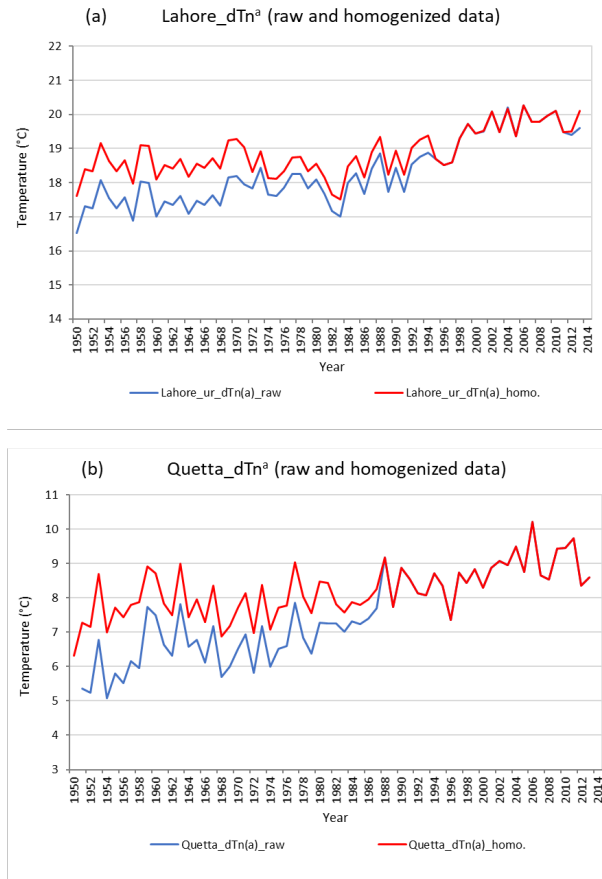 (a) Lahore_dTnᵃ (raw and homogenized data)
22
21
20
19
18
17
16
15
14
Temperature (°C)
1950 1952 1954 1956 1958 1960 1962 1964 1966 1968 1970 1972 1974 1976 1978 1980 1982 1984 1986 1988 1990 1992 1994 1996 1998 2000 2002 2004 2006 2008 2010 2012 2014
Year
Lahore_ur_dTn(a)_raw Lahore_ur_dTn(a)_homo.
(b) Quetta_dTnᵃ (raw and homogenized data)
11
10
9
8
7
6
5
4
3
Temperature (°C)
1950 1952 1954 1956 1958 1960 1962 1964 1966 1968 1970 1972 1974 1976 1978 1980 1982 1984 1986 1988 1990 1992 1994 1996 1998 2000 2002 2004 2006 2008 2010 2012 2014
Year
Quetta_dTn(a)_raw Quetta_dTn(a)_homo.